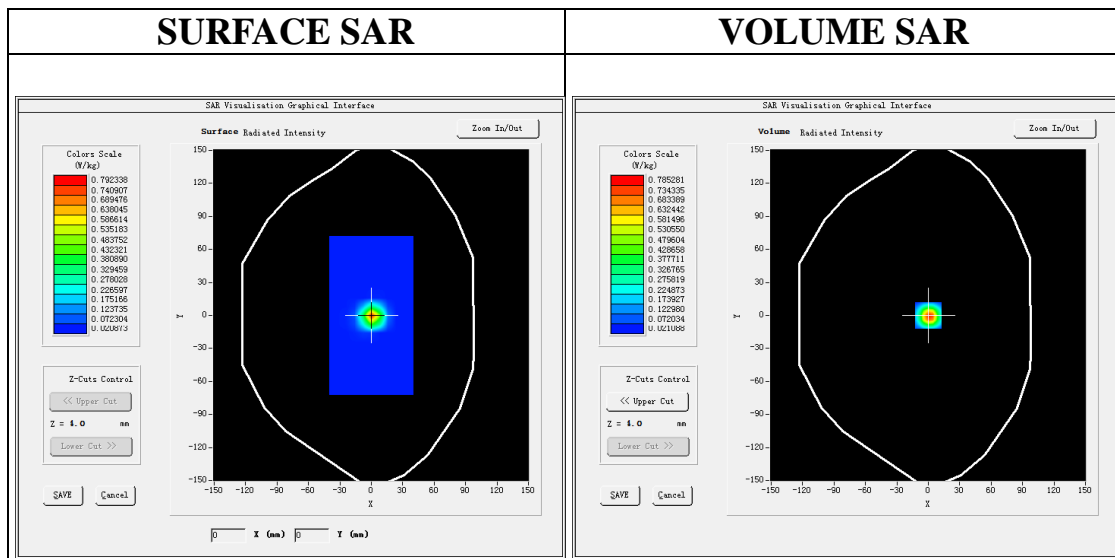 SURFACE SAR
VOLUME SAR
SAR Visualisation Graphical Interface
Surface Radiated Intensity
Zoom In/Out
Colors Scale
(W/kg)
0.792338
0.740907
0.689476
0.638045
0.586614
0.535183
0.483752
0.432321
0.380890
0.329459
0.278028
0.226597
0.175166
0.123735
0.072304
0.020873
Z-Cuts Control
<< Upper Cut
Z = 4.0 mm
Lower Cut >>
SAVE Cancel
150
120
90
60
30
0
-30
-60
-90
-120
-150
Y
-150 -120 -90 -60 -30 0 30 60 90 120 150
X
0 X (mm) 0 Y (mm)
SAR Visualisation Graphical Interface
Volume Radiated Intensity
Zoom In/Out
Colors Scale
(W/kg)
0.785281
0.734335
0.683389
0.632442
0.581496
0.530550
0.479604
0.428658
0.377711
0.326765
0.275819
0.224873
0.173927
0.122980
0.072034
0.021088
Z-Cuts Control
<< Upper Cut
Z = 4.0 mm
Lower Cut >>
SAVE Cancel
150
120
90
60
30
0
-30
-60
-90
-120
-150
Y
-150 -120 -90 -60 -30 0 30 60 90 120 150
X